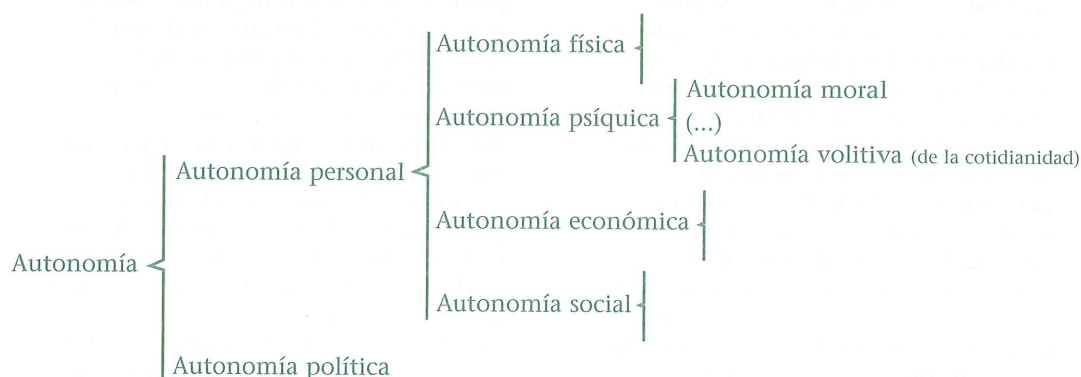 Autonomía física
Autonomía moral
Autonomía psíquica
(...)
Autonomía volitiva (de la cotidianidad)
Autonomía personal
Autonomía económica
Autonomía
Autonomía social
Autonomía política